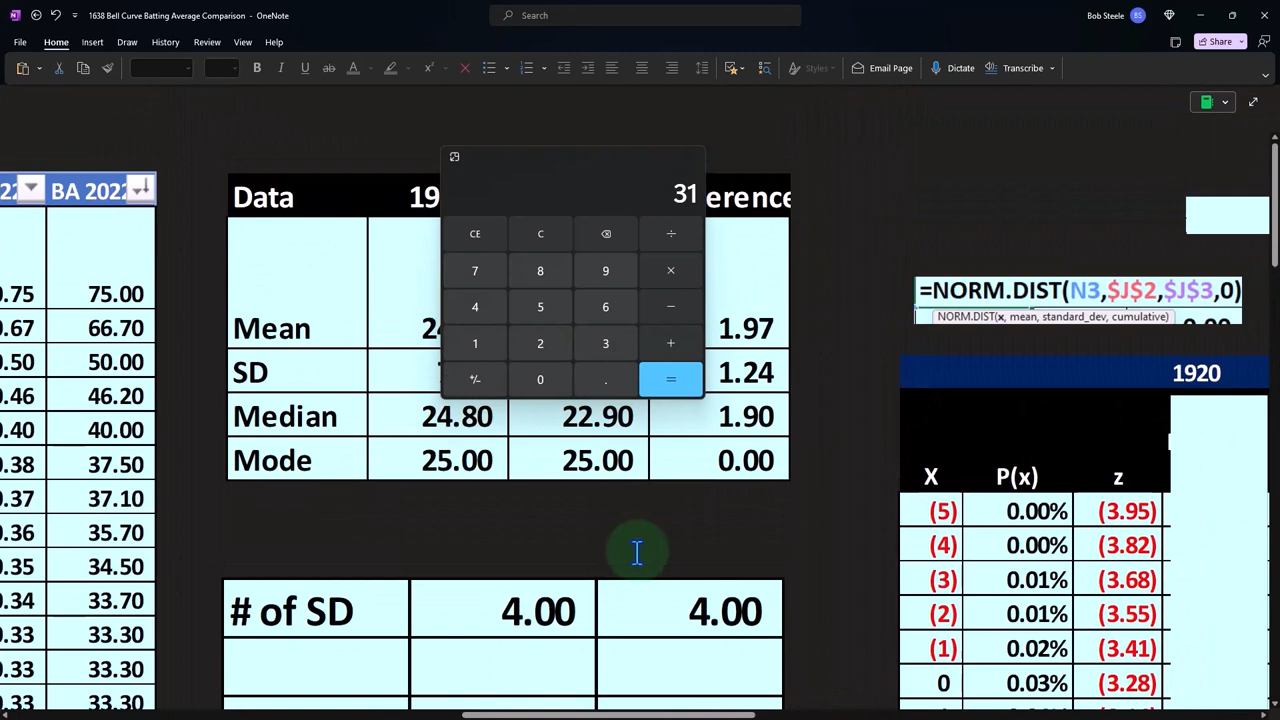 1638 Bell Curve Batting Average Comparison - OneNote
Search
Bob Steele
BS
File Home Insert Draw History Review View Help
Share
B I U ab A x Styles Email Page Dictate Transcribe
BA 2022
0.75 75.00
0.67 66.70
0.50 50.00
0.46 46.20
0.40 40.00
0.38 37.50
0.37 37.10
0.36 35.70
0.35 34.50
0.34 33.70
0.33 33.30
0.33 33.30
0.33 33.30
Data 19 erence
Mean 24 1.97
SD 1.24
Median 24.80 22.90 1.90
Mode 25.00 25.00 0.00
31
CE C ÷
7 8 9 ×
4 5 6 −
1 2 3 +
+/- 0 . =
# of SD 4.00 4.00
=NORM.DIST(N3,$J$2,$J$3,0)
NORM.DIST(x, mean, standard_dev, cumulative)
1920
X P(x) z
(5) 0.00% (3.95)
(4) 0.00% (3.82)
(3) 0.01% (3.68)
(2) 0.01% (3.55)
(1) 0.02% (3.41)
0 0.03% (3.28)